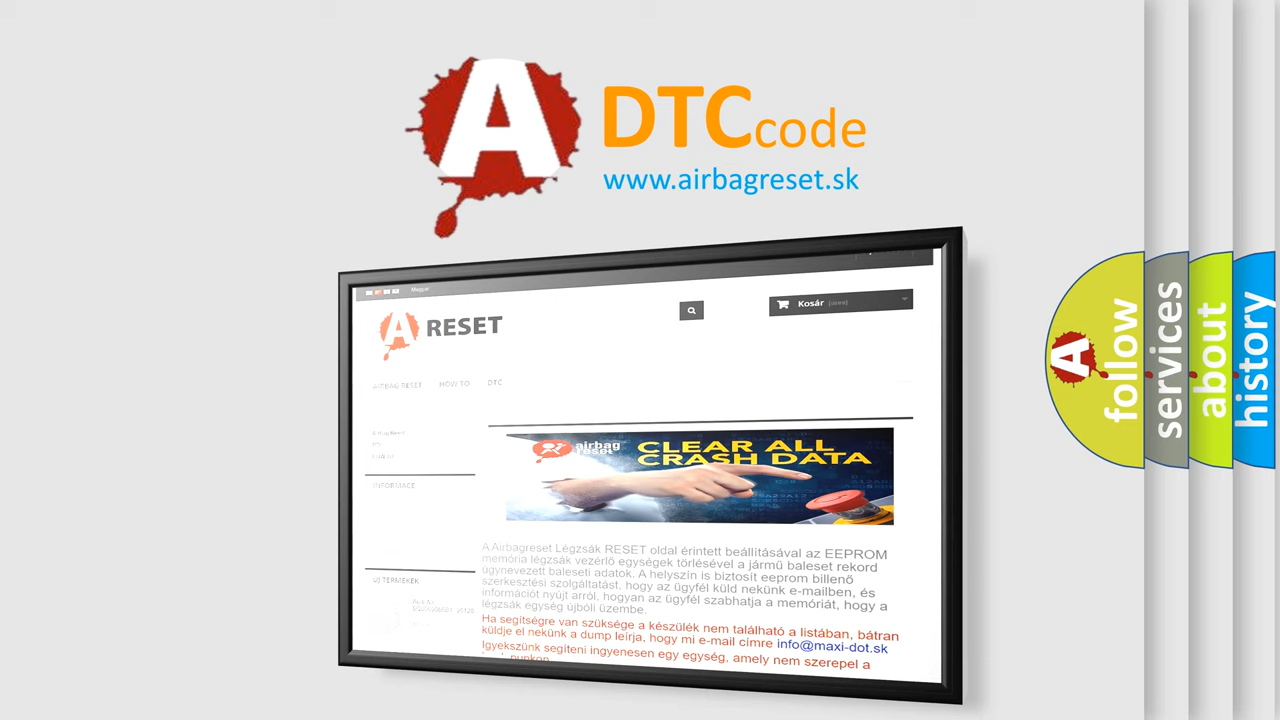 A
DTCcode
www.airbagreset.sk
Magyar
A RESET
Kosár (üres)
AIRBAG RESET HOW TO DTC
INFORMACE
airbag
reset
CLEAR ALL
CRASH DATA
A Airbagreset Légzsák RESET oldal érintett beállításával az EEPROM
memória légzsák vezérlő egységek törlésével a jármű baleset rekord
úgynevezett baleseti adatok. A helyszín is biztosít eeprom billenő
szerkesztési szolgáltatást, hogy az ügyfél küld nekünk e-mailben, és
információt nyújt arról, hogyan az ügyfél szabhatja a memóriát, hogy a
légzsák egység újbóli üzembe.
Ha segítségre van szüksége a készülék nem található a listában, bátran
küldje el nekünk a dump leírja, hogy mi e-mail címre info@maxi-dot.sk
Igyekszünk segíteni ingyenesen egy egység, amely nem szerepel a
ÚJ TERMÉKEK
A
follow
services
about
history